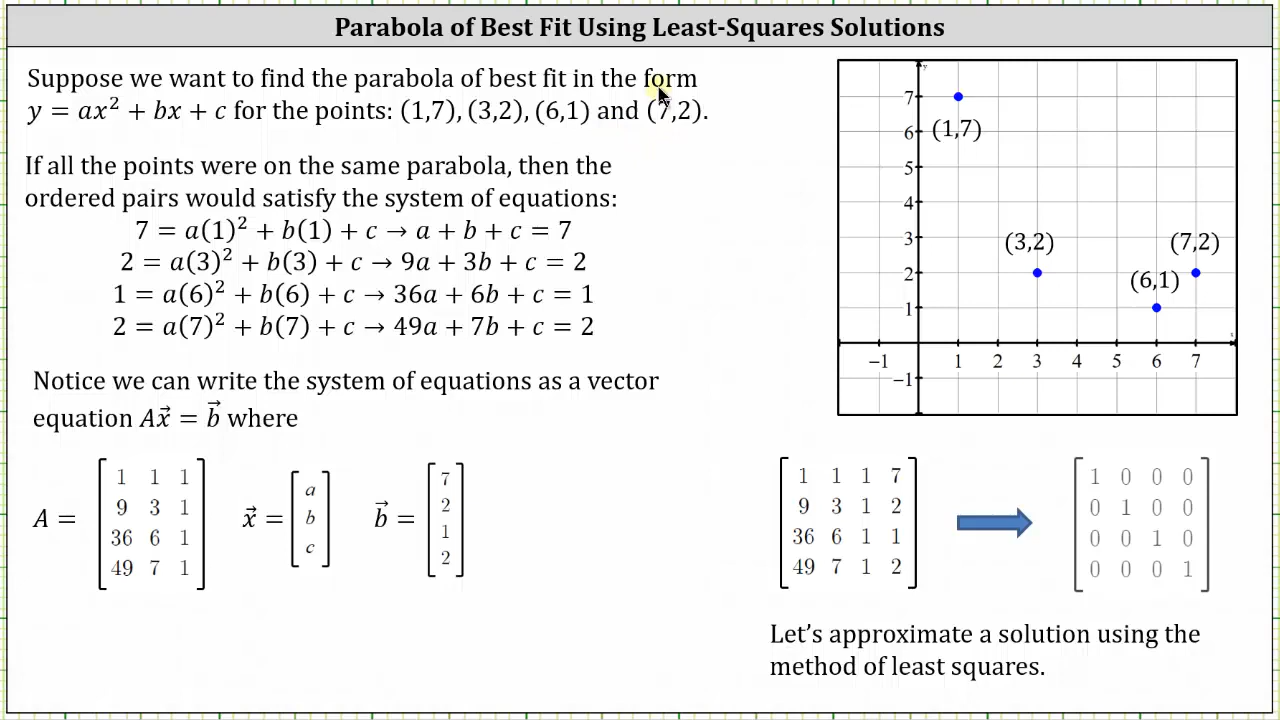 Parabola of Best Fit Using Least-Squares Solutions
Suppose we want to find the parabola of best fit in the form
y = ax² + bx + c for the points: (1,7), (3,2), (6,1) and (7,2).
If all the points were on the same parabola, then the
ordered pairs would satisfy the system of equations:
7 = a(1)² + b(1) + c → a + b + c = 7
2 = a(3)² + b(3) + c → 9a + 3b + c = 2
1 = a(6)² + b(6) + c → 36a + 6b + c = 1
2 = a(7)² + b(7) + c → 49a + 7b + c = 2
Notice we can write the system of equations as a vector
equation Ax⃗ = b⃗ where
A =
1 1 1
9 3 1
36 6 1
49 7 1
x⃗ =
a
b
c
b⃗ =
7
2
1
2
y
7
(1,7)
6
5
4
3
(3,2)
(7,2)
2
(6,1)
1
x
−1 1 2 3 4 5 6 7
−1
1 1 1 7
9 3 1 2
36 6 1 1
49 7 1 2
1 0 0 0
0 1 0 0
0 0 1 0
0 0 0 1
Let's approximate a solution using the
method of least squares.